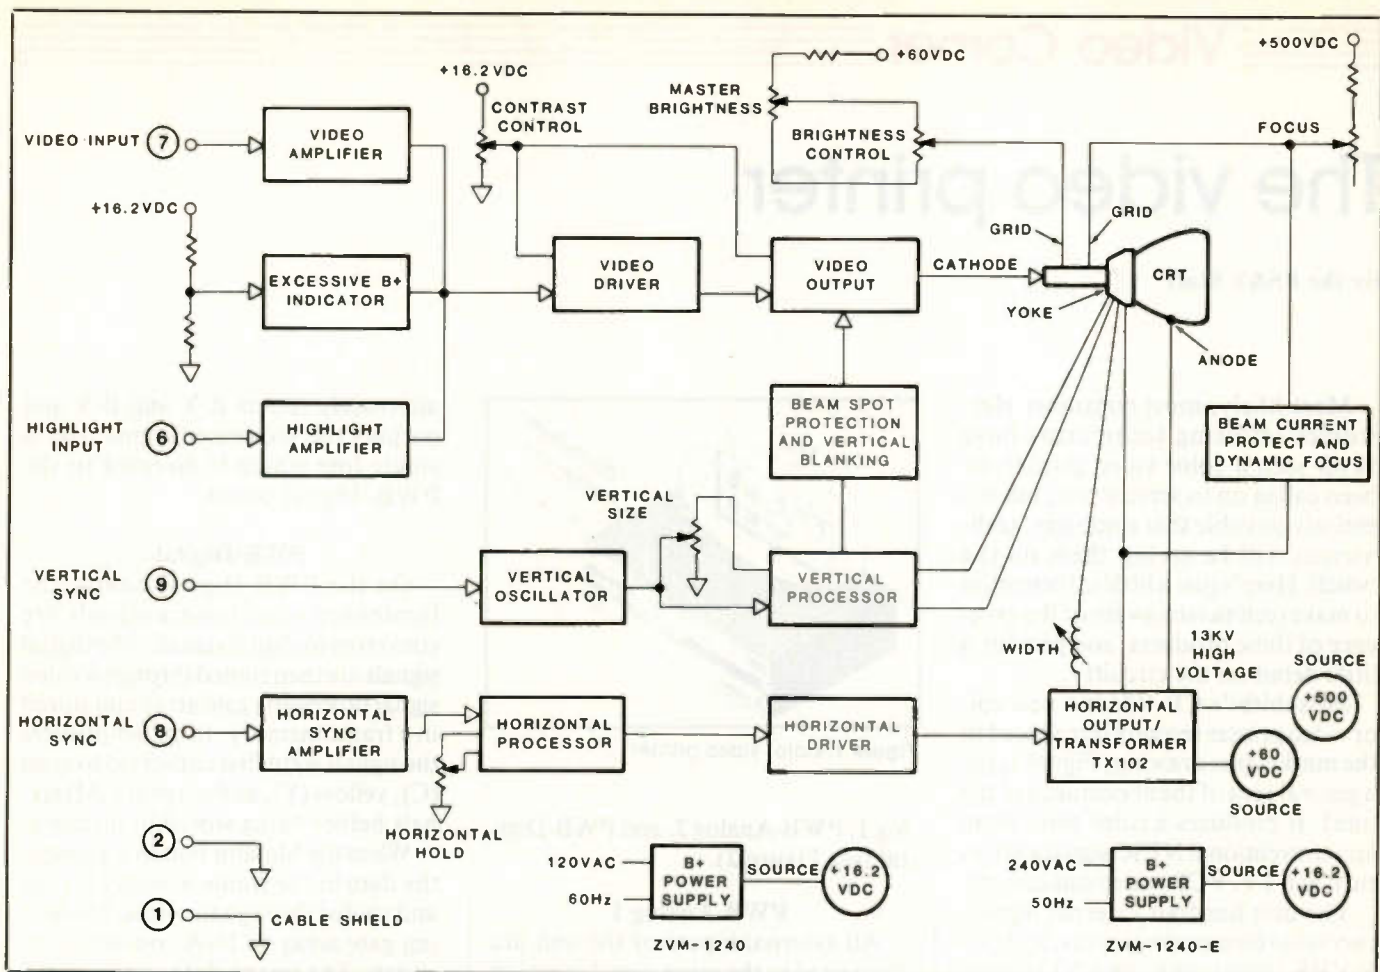 +500VDC
+60VDC
+16.2VDC
MASTER BRIGHTNESS
CONTRAST CONTROL
FOCUS
VIDEO INPUT
7
VIDEO AMPLIFIER
BRIGHTNESS CONTROL
+16.2VDC
GRID
GRID
EXCESSIVE B+ INDICATOR
VIDEO DRIVER
VIDEO OUTPUT
CATHODE
CRT
YOKE
ANODE
HIGHLIGHT INPUT
6
HIGHLIGHT AMPLIFIER
BEAM SPOT PROTECTION AND VERTICAL BLANKING
BEAM CURRENT PROTECT AND DYNAMIC FOCUS
VERTICAL SIZE
VERTICAL SYNC
9
VERTICAL OSCILLATOR
VERTICAL PROCESSOR
WIDTH
13KV HIGH VOLTAGE
SOURCE
+500 VDC
HORIZONTAL SYNC
8
HORIZONTAL SYNC AMPLIFIER
HORIZONTAL PROCESSOR
HORIZONTAL DRIVER
HORIZONTAL OUTPUT/ TRANSFORMER TX102
+60 VDC
SOURCE
HORIZONTAL HOLD
2
1
CABLE SHIELD
120VAC
60Hz
B+ POWER SUPPLY
SOURCE
+16.2 VDC
ZVM-1240
240VAC
50Hz
B+ POWER SUPPLY
SOURCE
+16.2 VDC
ZVM-1240-E